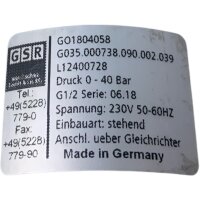 GSR
GO1804058
G035.000738.090.002.039
L12400728
Druck 0 - 40 Bar
G1/2 Serie: 06.18
Spannung: 230V 50-60HZ
Einbauart: stehend
Anschl. ueber Gleichrichter
Made in Germany
Tel.:
+49(5228)
779-0
Fax:
+49(5228)
779-90